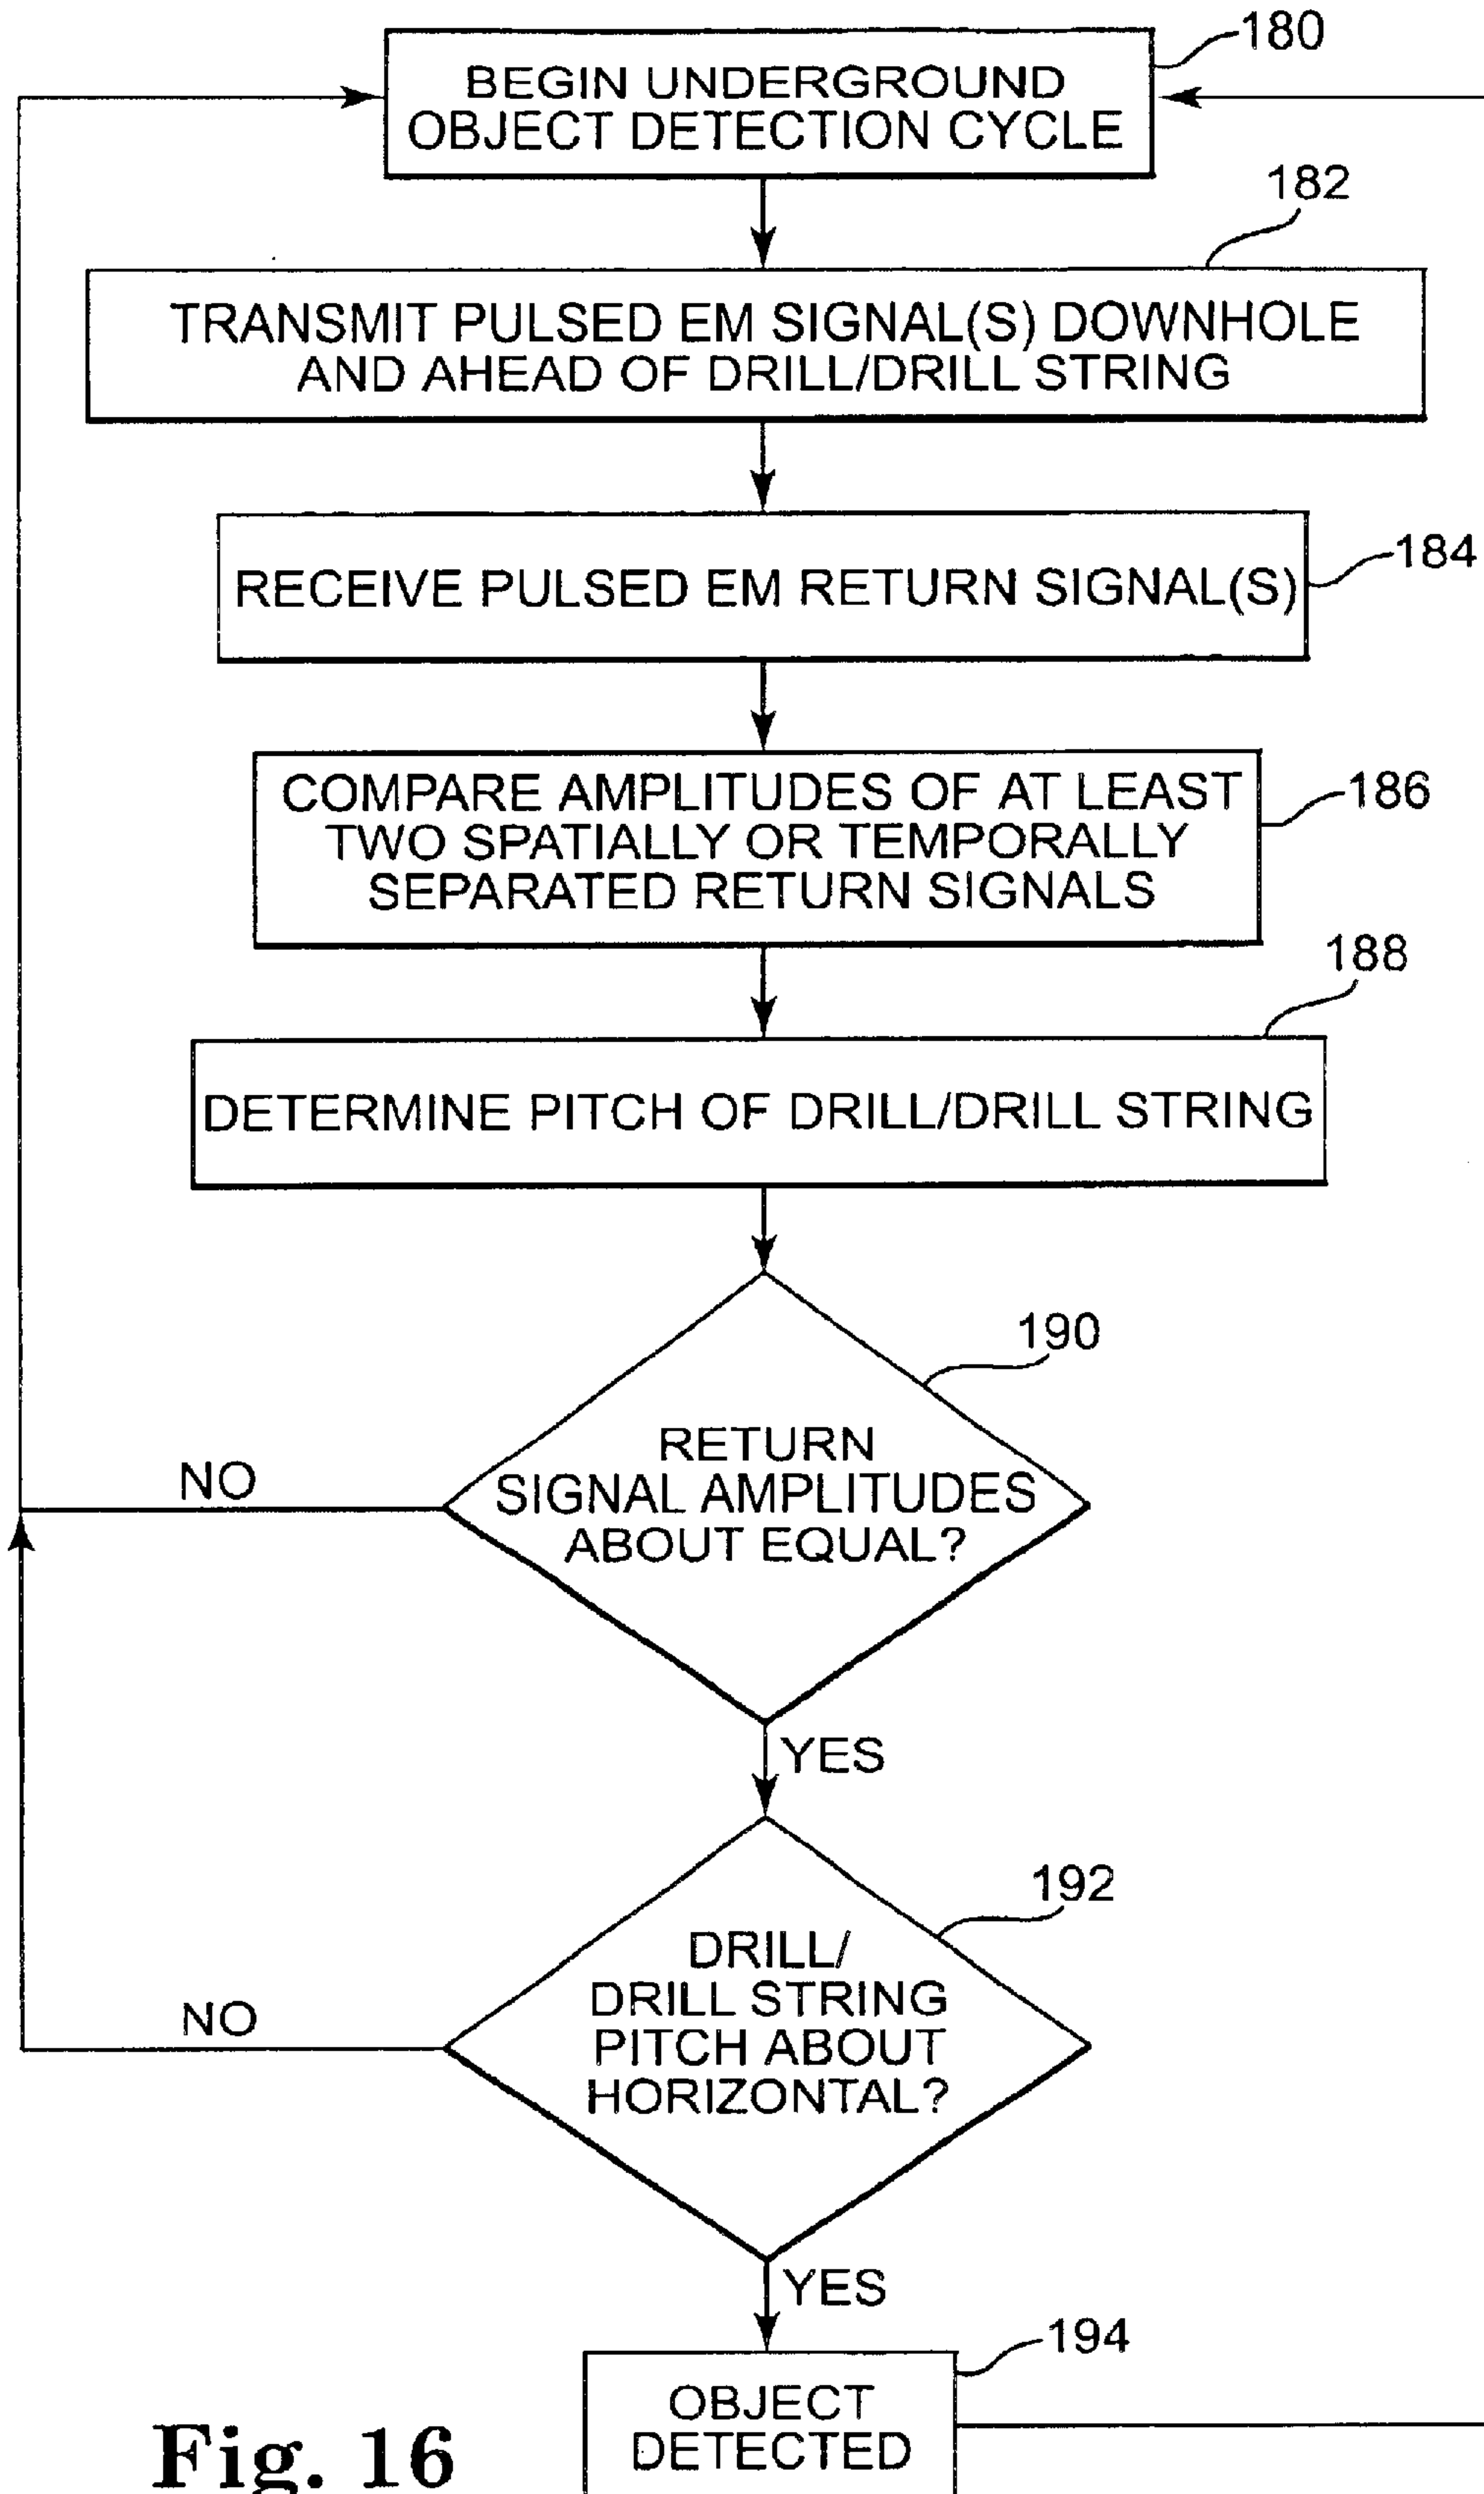 180
BEGIN UNDERGROUND
OBJECT DETECTION CYCLE
182
TRANSMIT PULSED EM SIGNAL(S) DOWNHOLE
AND AHEAD OF DRILL/DRILL STRING
184
RECEIVE PULSED EM RETURN SIGNAL(S)
186
COMPARE AMPLITUDES OF AT LEAST
TWO SPATIALLY OR TEMPORALLY
SEPARATED RETURN SIGNALS
188
DETERMINE PITCH OF DRILL/DRILL STRING
190
RETURN
SIGNAL AMPLITUDES
ABOUT EQUAL?
NO
YES
192
DRILL/
DRILL STRING
PITCH ABOUT
HORIZONTAL?
NO
YES
194
OBJECT
DETECTED
Fig. 16